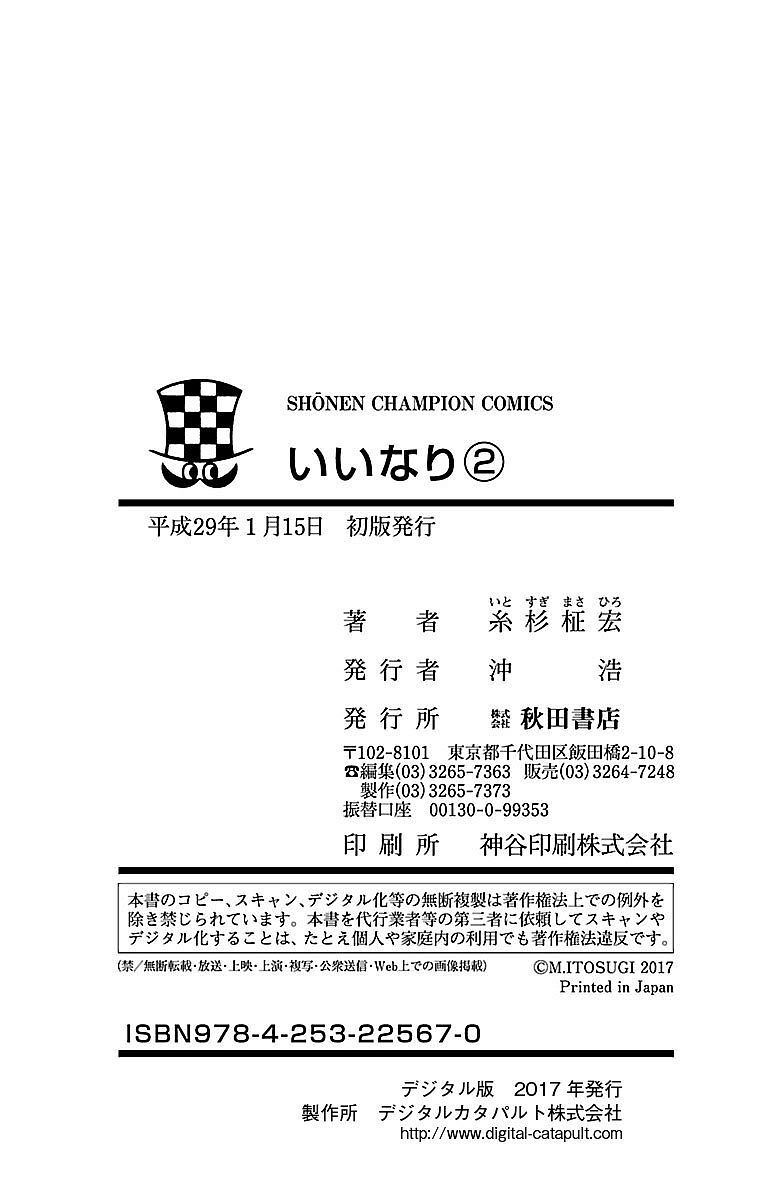 SHŌNEN CHAMPION COMICS
いいなり②
平成29年1月15日 初版発行
いと すぎ まさ ひろ
著者 糸杉柾宏
発行者 沖浩
発行所 株式会社 秋田書店
〒102-8101 東京都千代田区飯田橋2-10-8
☎編集(03)3265-7363 販売(03)3264-7248
製作(03)3265-7373
振替口座 00130-0-99353
印刷所 神谷印刷株式会社
本書のコピー、スキャン、デジタル化等の無断複製は著作権法上での例外を
除き禁じられています。本書を代行業者等の第三者に依頼してスキャンや
デジタル化することは、たとえ個人や家庭内の利用でも著作権法違反です。
(禁/無断転載・放送・上映・上演・複写・公衆送信・Web上での画像掲載) ©M.ITOSUGI 2017
Printed in Japan
ISBN978-4-253-22567-0
デジタル版 2017年発行
製作所 デジタルカタパルト株式会社
http://www.digital-catapult.com